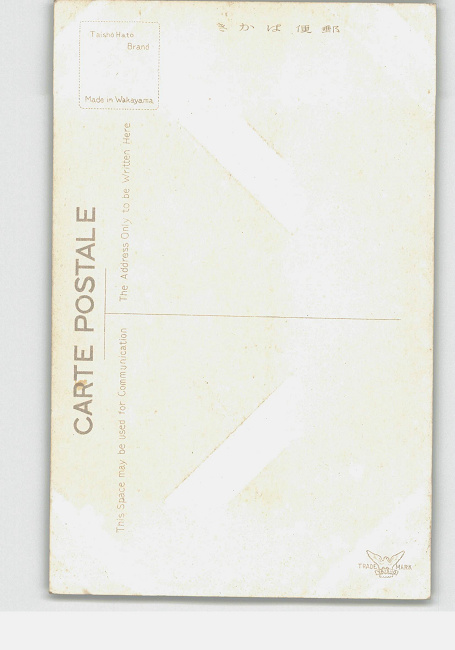 きかは便郵
Taisho Hato
Brand
Made in Wakayama
CARTE POSTALE
The Address Only to be Written Here
This Space may be used for Communication
TRADE MARK